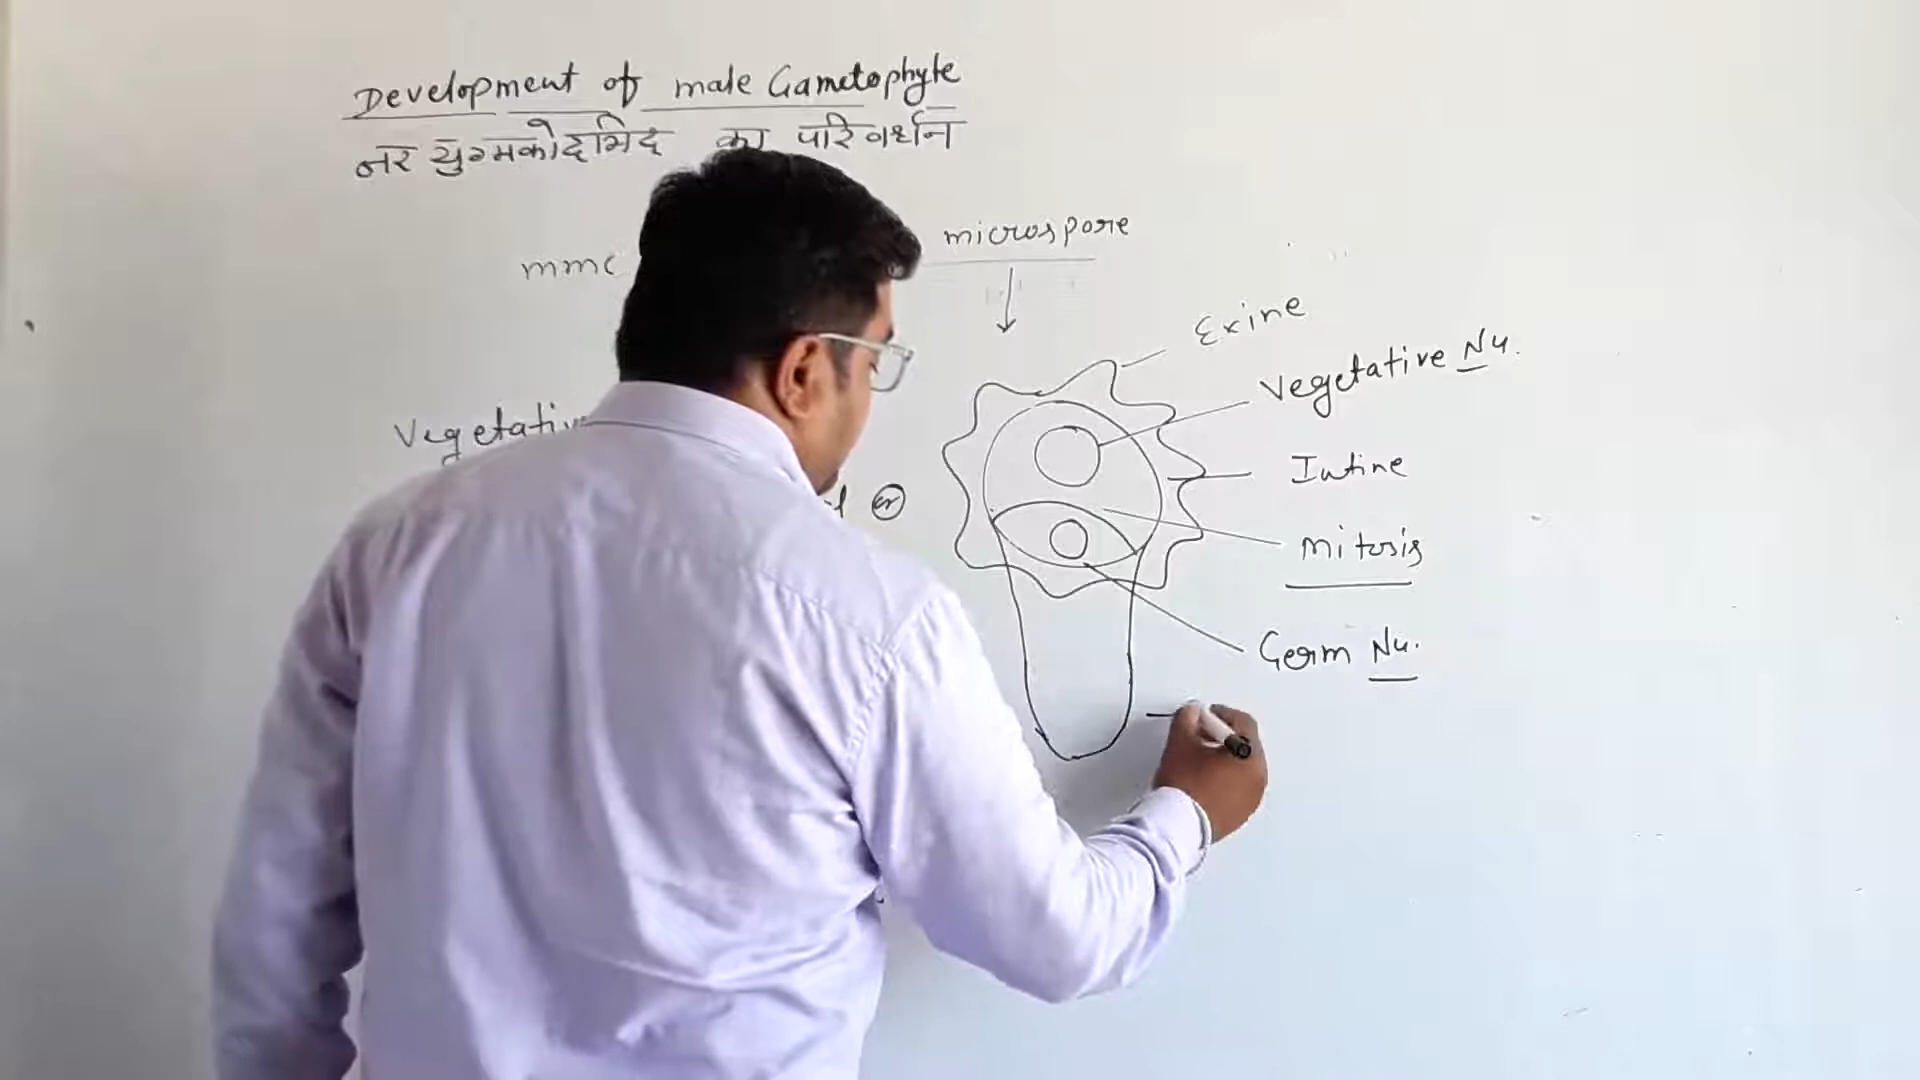 Development of male Gametophyte
नर युग्मकोद्भिद का परिवर्धन
mmc
microspore
Exine
Vegetative Nu.
Vegetative
Intine
Mitosis
Germ Nu.